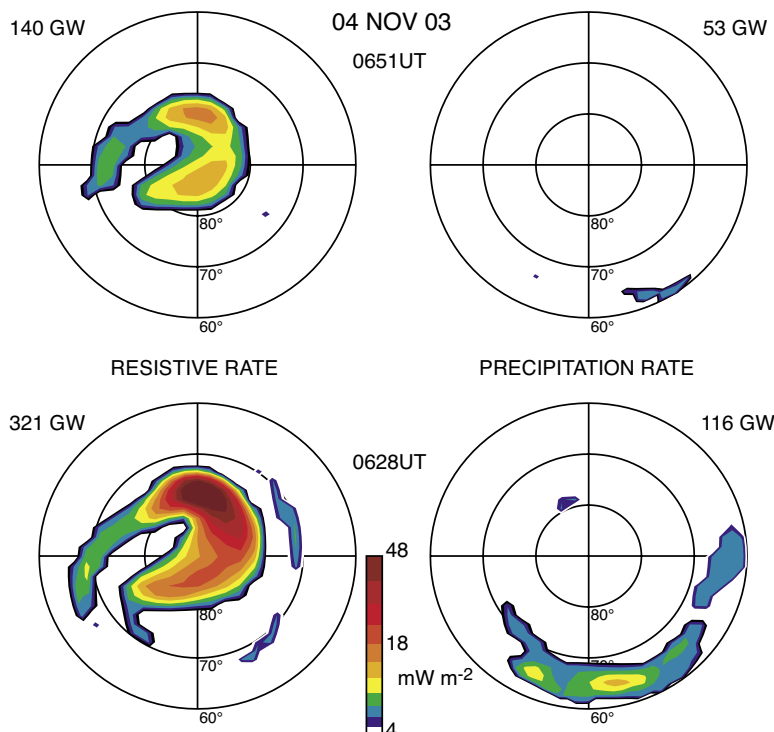 140 GW
04 NOV 03
53 GW
0651UT
80°
80°
70°
70°
60°
60°
RESISTIVE RATE
PRECIPITATION RATE
321 GW
116 GW
0628UT
48
80°
80°
18
70°
70°
mW m-2
60°
60°
4